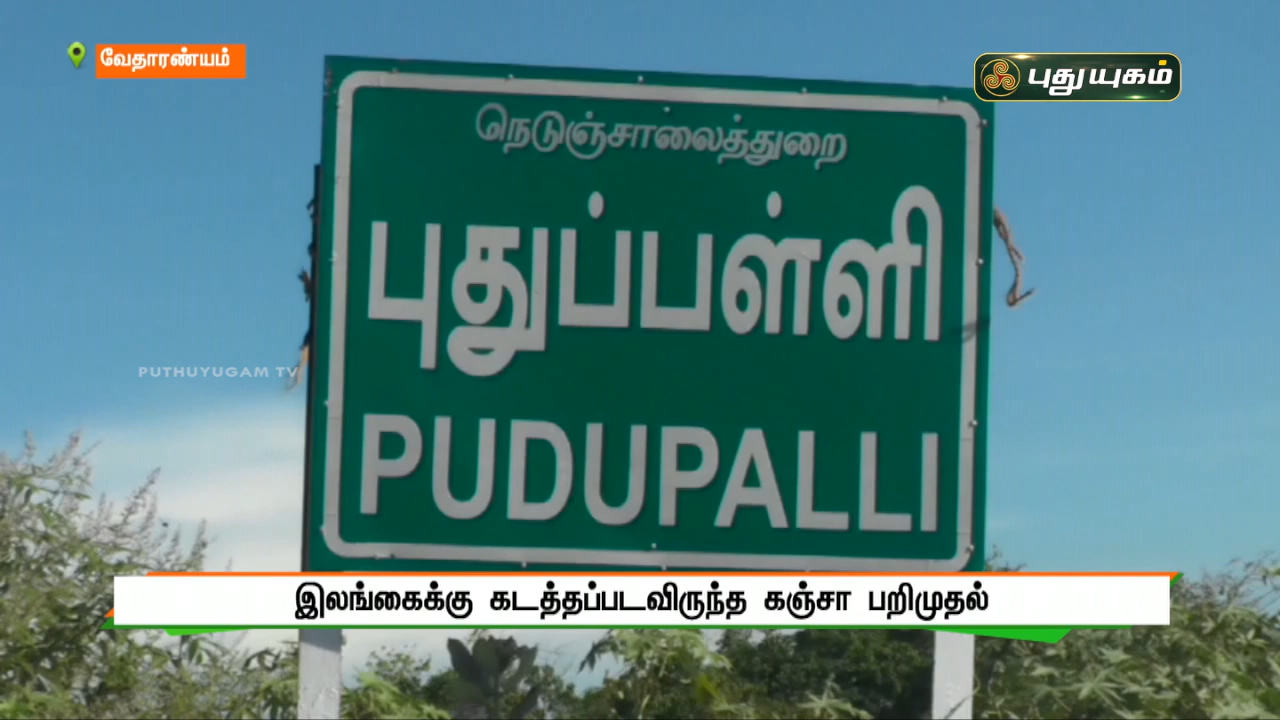 வேதாரண்யம்
புதுயுகம்
நெடுஞ்சாலைத்துறை
புதுப்பள்ளி
PUTHUYUGAM TV
PUDUPALLI
இலங்கைக்கு கடத்தப்படவிருந்த கஞ்சா பறிமுதல்